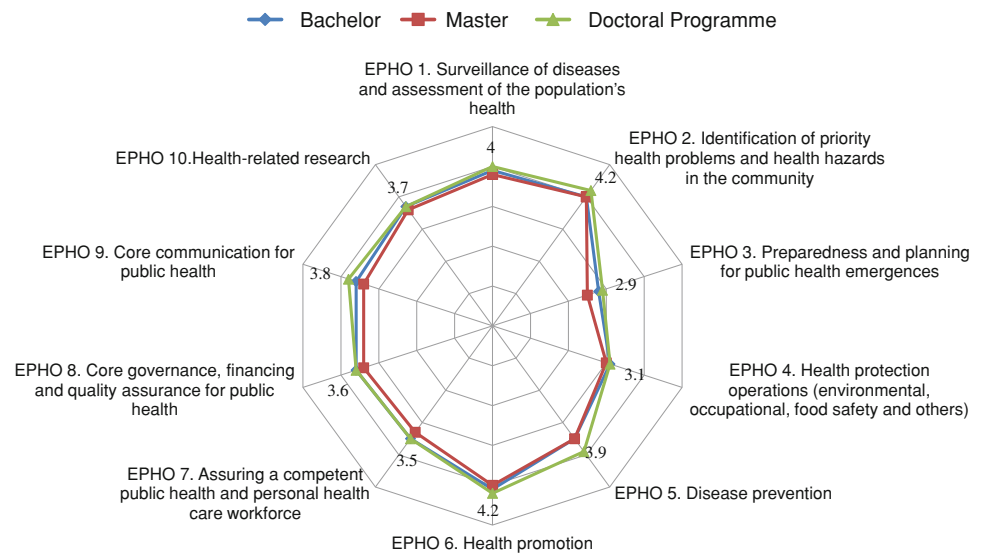 Bachelor Master Doctoral Programme
EPHO 1. Surveillance of diseases
and assessment of the population's
health
4
EPHO 2. Identification of priority
health problems and health hazards
in the community
4.2
EPHO 3. Preparedness and planning
for public health emergences
2.9
EPHO 4. Health protection
operations (environmental,
occupational, food safety and others)
3.1
EPHO 5. Disease prevention
3.9
EPHO 6. Health promotion
4.2
EPHO 7. Assuring a competent
public health and personal health
care workforce
3.5
EPHO 8. Core governance, financing
and quality assurance for public
health
3.6
EPHO 9. Core communication for
public health
3.8
EPHO 10.Health-related research
3.7